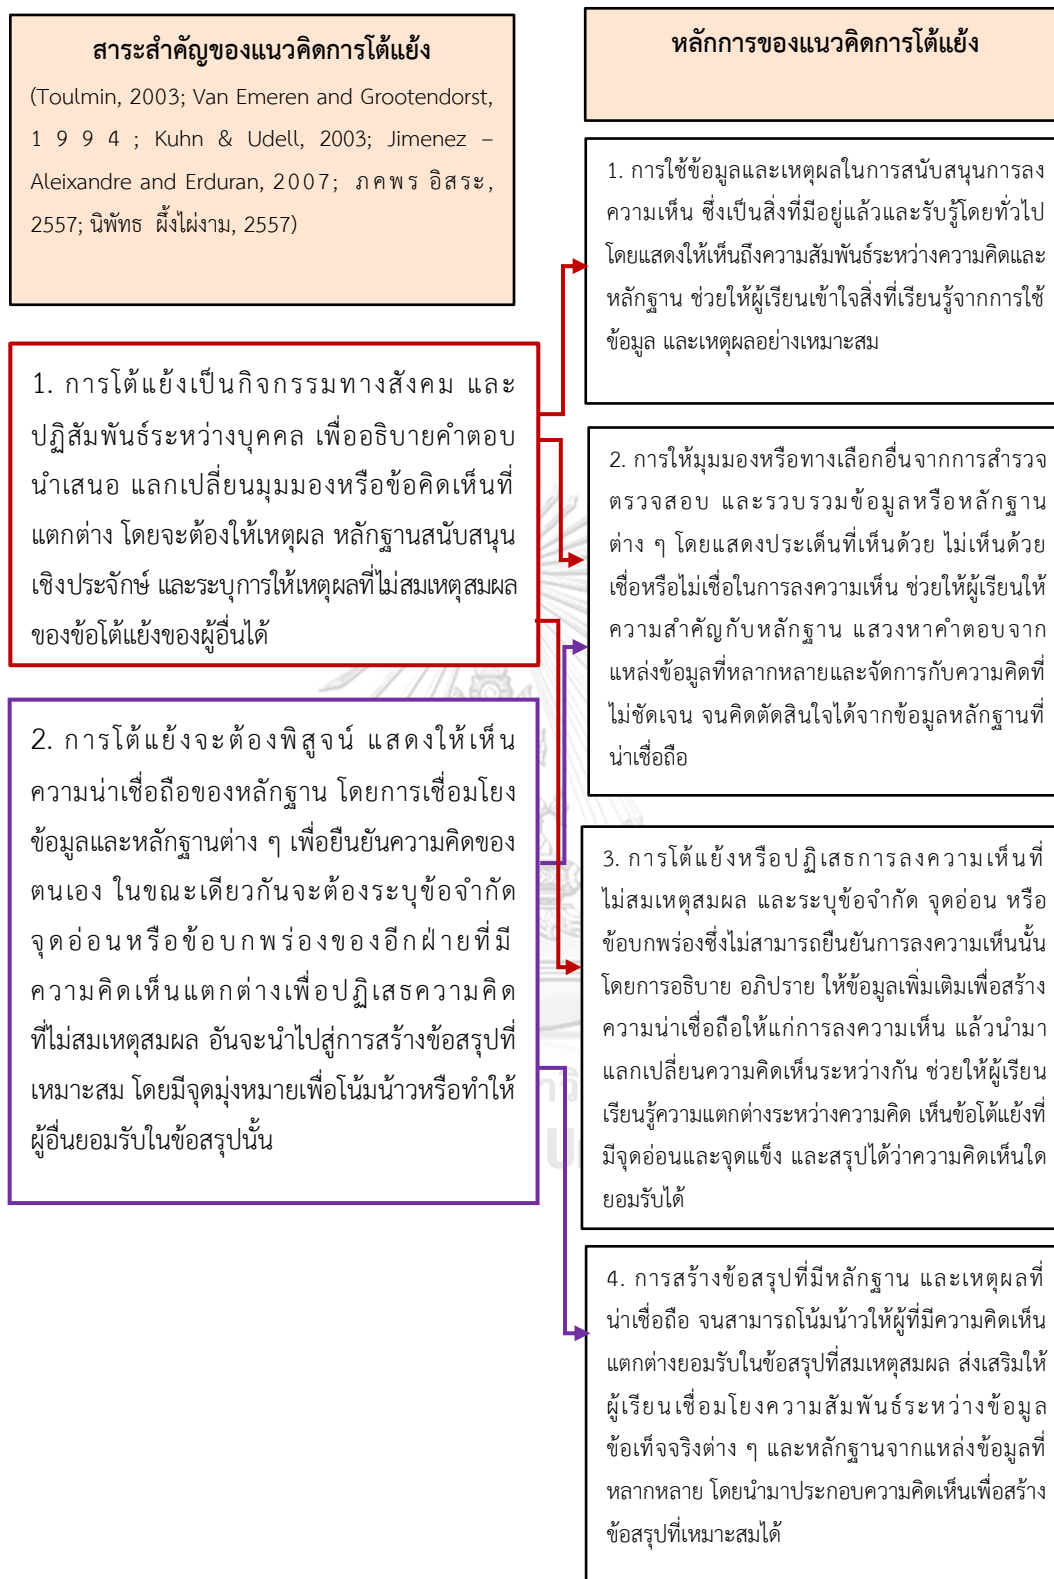 สาระสำคัญของแนวคิดการโต้แย้ง
(Toulmin, 2003; Van Emeren and Grootendorst,
1 9 9 4 ; Kuhn & Udell, 2003; Jimenez –
Aleixandre and Erduran, 2007; ภคพร อิสระ,
2557; นิพัทธ ผึ้งไผ่งาม, 2557)
1. การโต้แย้งเป็นกิจกรรมทางสังคม และ
ปฏิสัมพันธ์ระหว่างบุคคล เพื่ออธิบายคำตอบ
นำเสนอ แลกเปลี่ยนมุมมองหรือข้อคิดเห็นที่
แตกต่าง โดยจะต้องให้เหตุผล หลักฐานสนับสนุน
เชิงประจักษ์ และระบุการให้เหตุผลที่ไม่สมเหตุสมผล
ของข้อโต้แย้งของผู้อื่นได้
2. การโต้แย้งจะต้องพิสูจน์ แสดงให้เห็น
ความน่าเชื่อถือของหลักฐาน โดยการเชื่อมโยง
ข้อมูลและหลักฐานต่าง ๆ เพื่อยืนยันความคิดของ
ตนเอง ในขณะเดียวกันจะต้องระบุข้อจำกัด
จุดอ่อนหรือข้อบกพร่องของอีกฝ่ายที่มี
ความคิดเห็นแตกต่างเพื่อปฏิเสธความคิด
ที่ไม่สมเหตุสมผล อันจะนำไปสู่การสร้างข้อสรุปที่
เหมาะสม โดยมีจุดมุ่งหมายเพื่อโน้มน้าวหรือทำให้
ผู้อื่นยอมรับในข้อสรุปนั้น
หลักการของแนวคิดการโต้แย้ง
1. การใช้ข้อมูลและเหตุผลในการสนับสนุนการลง
ความเห็น ซึ่งเป็นสิ่งที่มีอยู่แล้วและรับรู้โดยทั่วไป
โดยแสดงให้เห็นถึงความสัมพันธ์ระหว่างความคิดและ
หลักฐาน ช่วยให้ผู้เรียนเข้าใจสิ่งที่เรียนรู้จากการใช้
ข้อมูล และเหตุผลอย่างเหมาะสม
2. การให้มุมมองหรือทางเลือกอื่นจากการสำรวจ
ตรวจสอบ และรวบรวมข้อมูลหรือหลักฐาน
ต่าง ๆ โดยแสดงประเด็นที่เห็นด้วย ไม่เห็นด้วย
เชื่อหรือไม่เชื่อในการลงความเห็น ช่วยให้ผู้เรียนให้
ความสำคัญกับหลักฐาน แสวงหาคำตอบจาก
แหล่งข้อมูลที่หลากหลายและจัดการกับความคิดที่
ไม่ชัดเจน จนคิดตัดสินใจได้จากข้อมูลหลักฐานที่
น่าเชื่อถือ
3. การโต้แย้งหรือปฏิเสธการลงความเห็นที่
ไม่สมเหตุสมผล และระบุข้อจำกัด จุดอ่อน หรือ
ข้อบกพร่องซึ่งไม่สามารถยืนยันการลงความเห็นนั้น
โดยการอธิบาย อภิปราย ให้ข้อมูลเพิ่มเติมเพื่อสร้าง
ความน่าเชื่อถือให้แก่การลงความเห็น แล้วนำมา
แลกเปลี่ยนความคิดเห็นระหว่างกัน ช่วยให้ผู้เรียน
เรียนรู้ความแตกต่างระหว่างความคิด เห็นข้อโต้แย้งที่
มีจุดอ่อนและจุดแข็ง และสรุปได้ว่าความคิดเห็นใด
ยอมรับได้
4. การสร้างข้อสรุปที่มีหลักฐาน และเหตุผลที่
น่าเชื่อถือ จนสามารถโน้มน้าวให้ผู้ที่มีความคิดเห็น
แตกต่างยอมรับในข้อสรุปที่สมเหตุสมผล ส่งเสริมให้
ผู้เรียนเชื่อมโยงความสัมพันธ์ระหว่างข้อมูล
ข้อเท็จจริงต่าง ๆ และหลักฐานจากแหล่งข้อมูลที่
หลากหลาย โดยนำมาประกอบความคิดเห็นเพื่อสร้าง
ข้อสรุปที่เหมาะสมได้